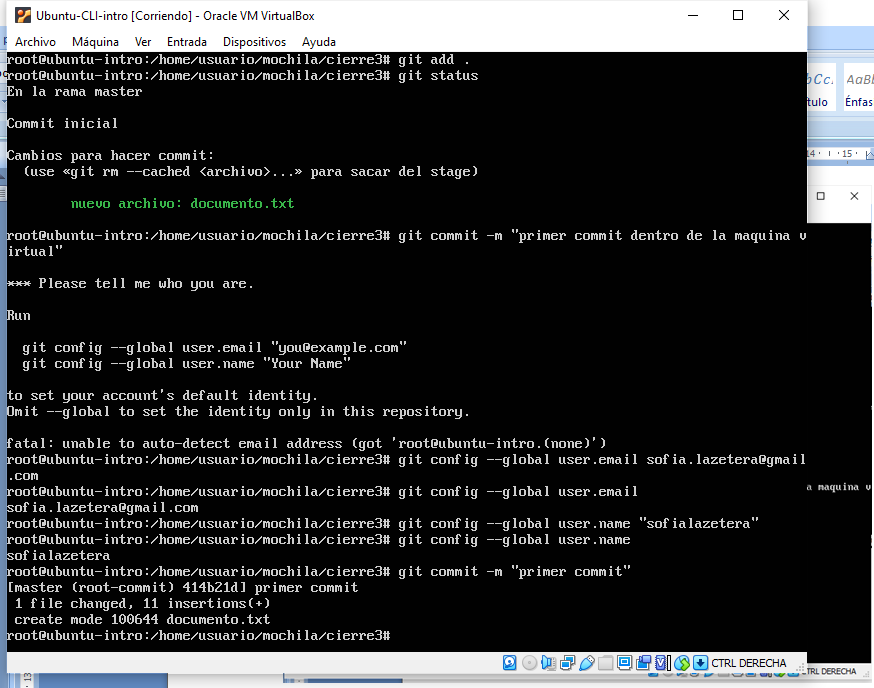 Ubuntu-CLI-intro [Corriendo] - Oracle VM VirtualBox
Archivo Máquina Ver Entrada Dispositivos Ayuda
root@ubuntu-intro:/home/usuario/mochila/cierre3# git add .
root@ubuntu-intro:/home/usuario/mochila/cierre3# git status
En la rama master
Commit inicial
Cambios para hacer commit:
(use «git rm --cached <archivo>...» para sacar del stage)
nuevo archivo: documento.txt
root@ubuntu-intro:/home/usuario/mochila/cierre3# git commit -m "primer commit dentro de la maquina v
irtual"
*** Please tell me who you are.
Run
git config --global user.email "you@example.com"
git config --global user.name "Your Name"
to set your account's default identity.
Omit --global to set the identity only in this repository.
fatal: unable to auto-detect email address (got 'root@ubuntu-intro.(none)')
root@ubuntu-intro:/home/usuario/mochila/cierre3# git config --global user.email sofia.lazetera@gmail
.com
root@ubuntu-intro:/home/usuario/mochila/cierre3# git config --global user.email
sofia.lazetera@gmail.com
root@ubuntu-intro:/home/usuario/mochila/cierre3# git config --global user.name "sofialazetera"
root@ubuntu-intro:/home/usuario/mochila/cierre3# git config --global user.name
sofialazetera
root@ubuntu-intro:/home/usuario/mochila/cierre3# git commit -m "primer commit"
[master (root-commit) 414b21d] primer commit
1 file changed, 11 insertions(+)
create mode 100644 documento.txt
root@ubuntu-intro:/home/usuario/mochila/cierre3#
CTRL DERECHA
bCc. AaBb
tulo Énfas
14 · 15
a maquina v
TRL DERECHA
13